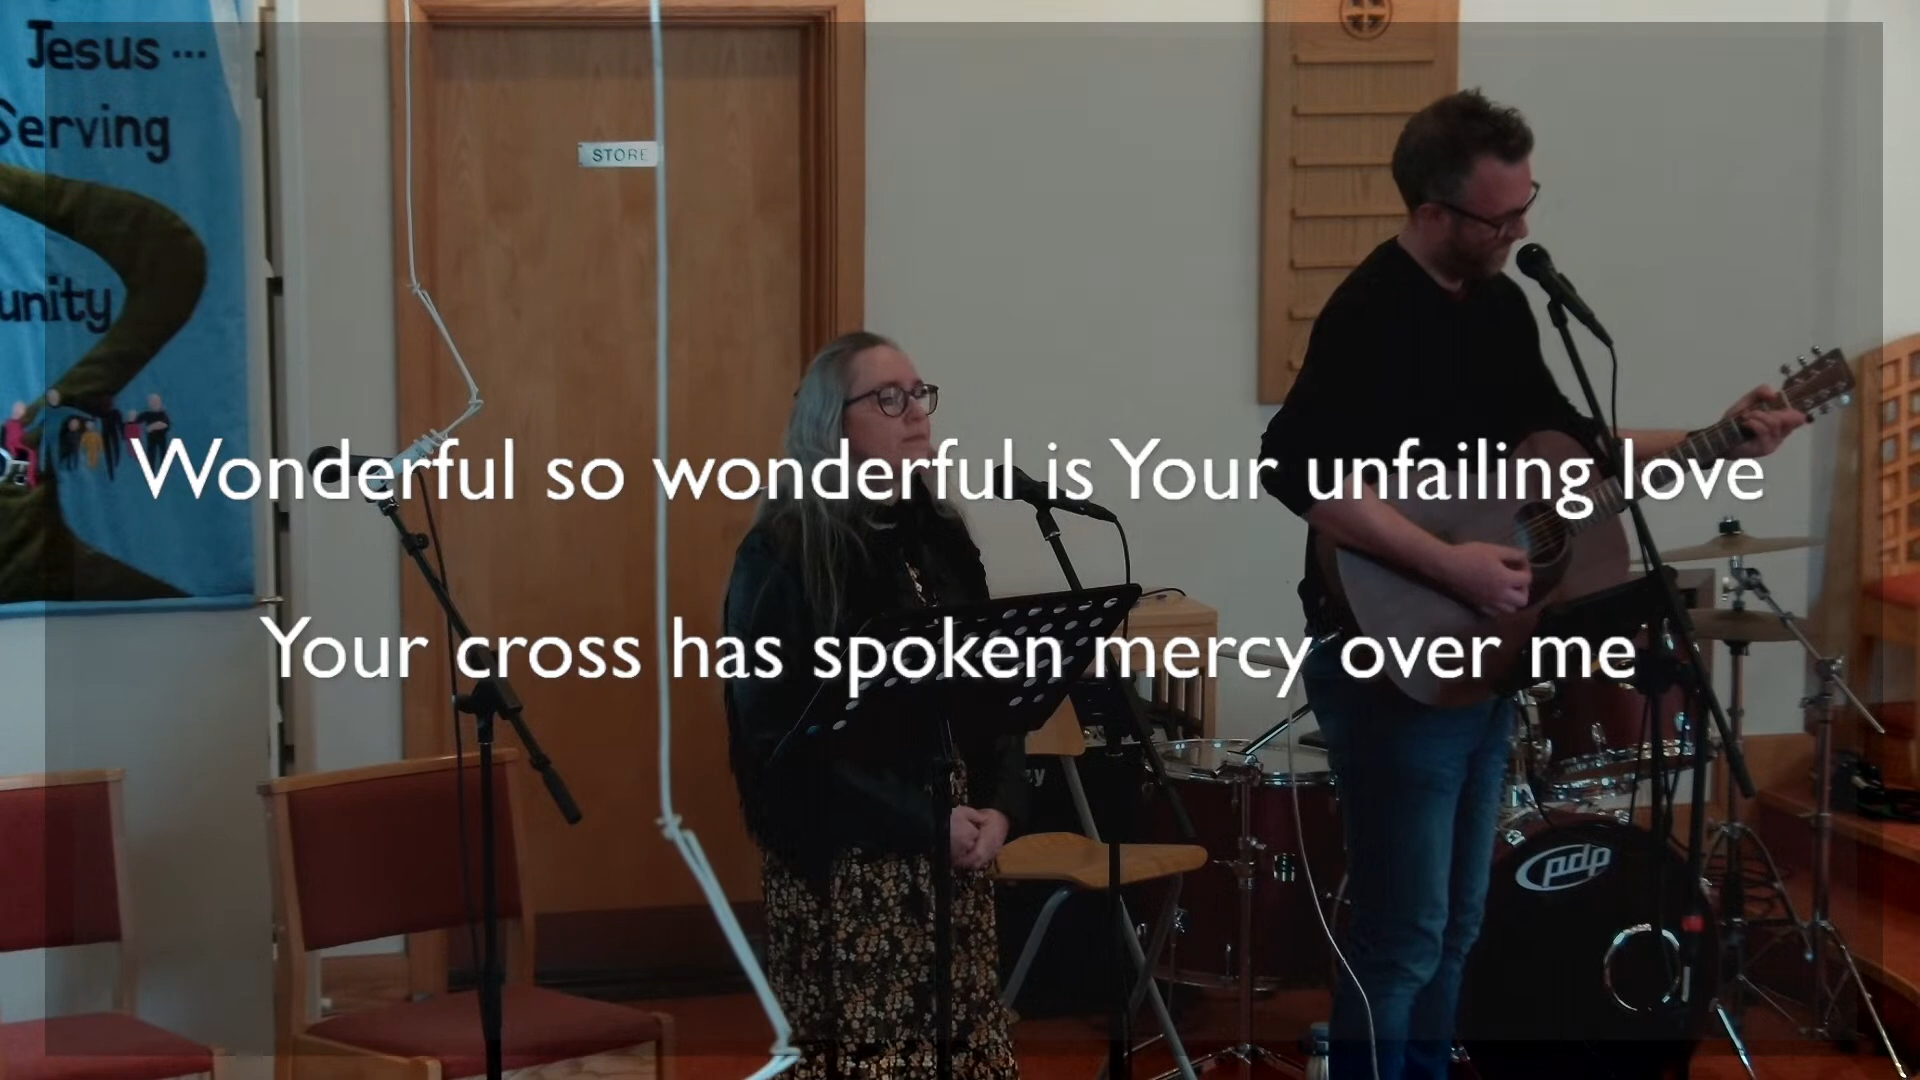 Jesus ...
Serving
unity
STORE
Wonderful so wonderful is Your unfailing love
Your cross has spoken mercy over me
pdp